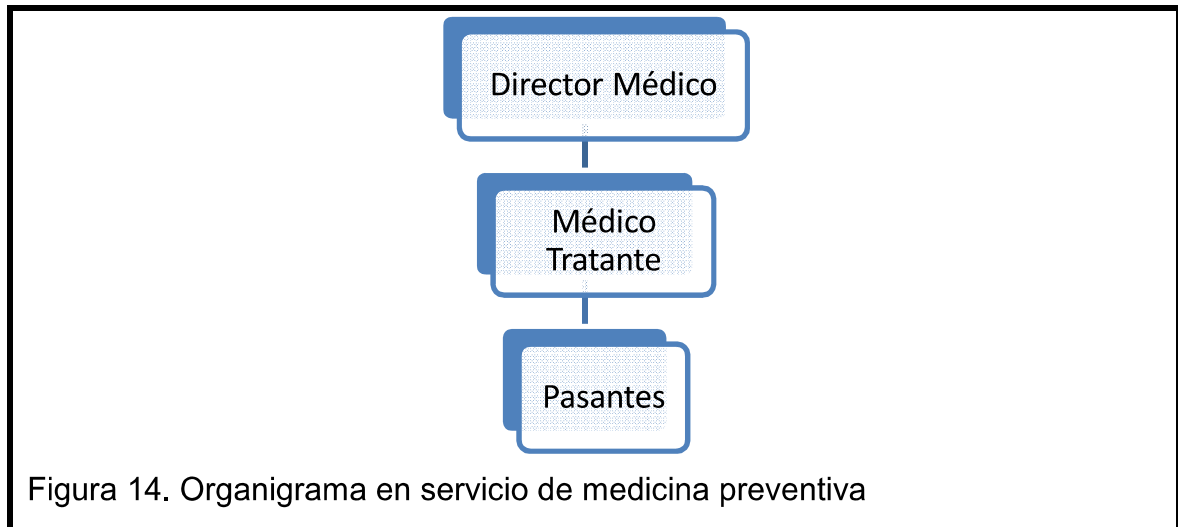 Director Médico
Médico
Tratante
Pasantes
Figura 14. Organigrama en servicio de medicina preventiva